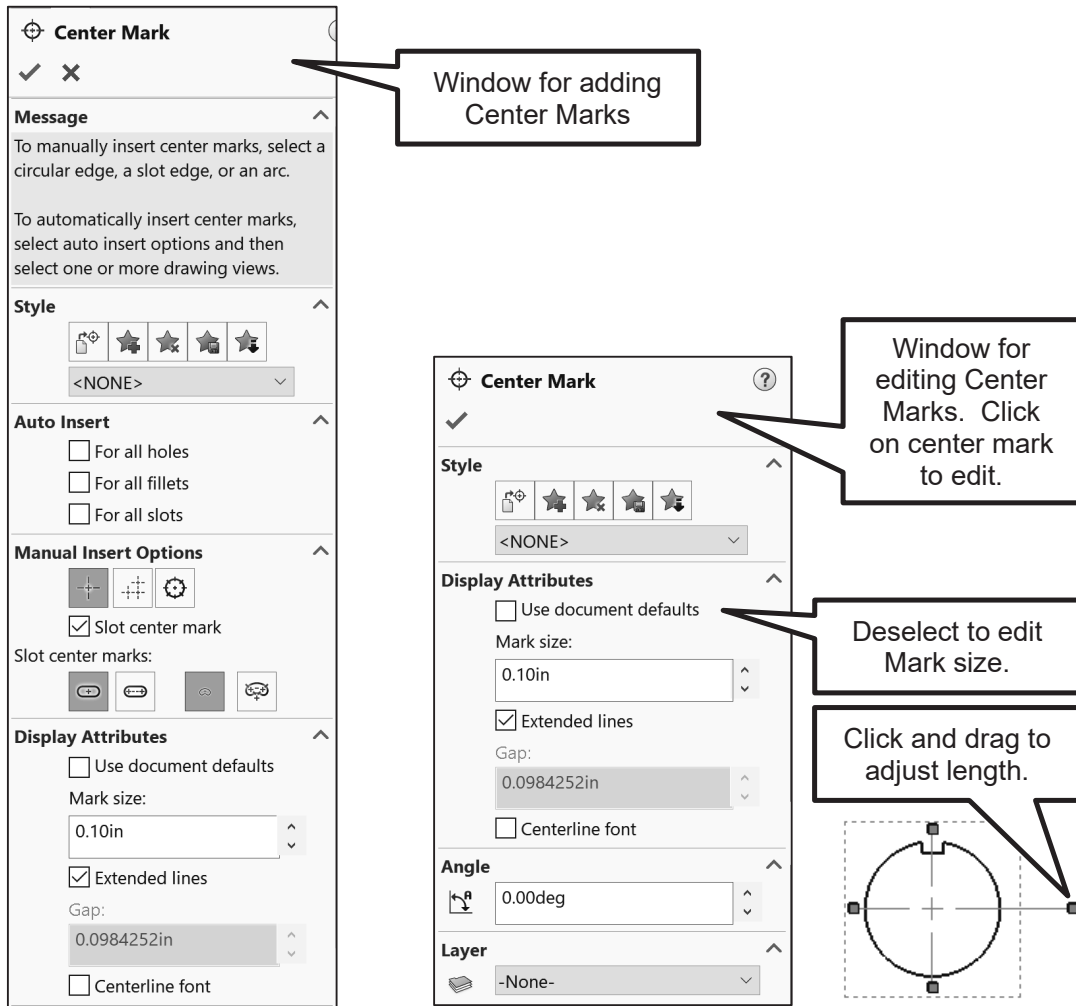 Center Mark
Message
To manually insert center marks, select a
circular edge, a slot edge, or an arc.
To automatically insert center marks,
select auto insert options and then
select one or more drawing views.
Style
<NONE>
Auto Insert
For all holes
For all fillets
For all slots
Manual Insert Options
Slot center mark
Slot center marks:
Display Attributes
Use document defaults
Mark size:
0.10in
Extended lines
Gap:
0.0984252in
Centerline font
Window for adding
Center Marks
Center Mark
?
Style
<NONE>
Display Attributes
Use document defaults
Mark size:
0.10in
Extended lines
Gap:
0.0984252in
Centerline font
Angle
A
0.00deg
Layer
-None-
Window for
editing Center
Marks. Click
on center mark
to edit.
Deselect to edit
Mark size.
Click and drag to
adjust length.